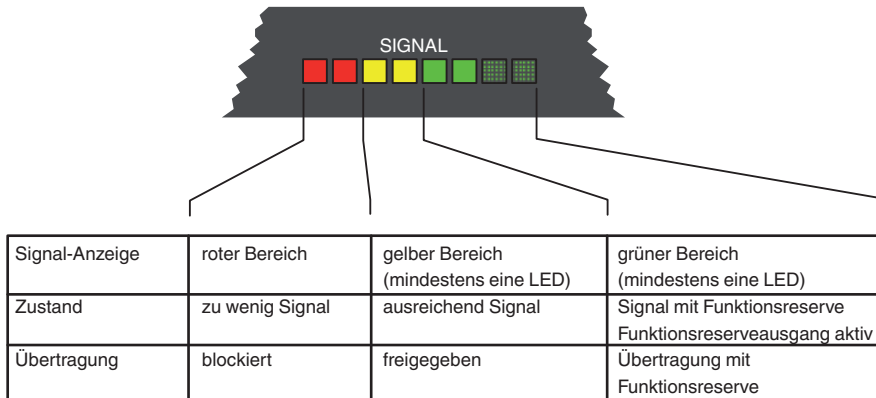 SIGNAL
Signal-Anzeige
roter Bereich
gelber Bereich
(mindestens eine LED)
grüner Bereich
(mindestens eine LED)
Zustand
zu wenig Signal
ausreichend Signal
Signal mit Funktionsreserve
Funktionsreserveausgang aktiv
Übertragung
blockiert
freigegeben
Übertragung mit
Funktionsreserve